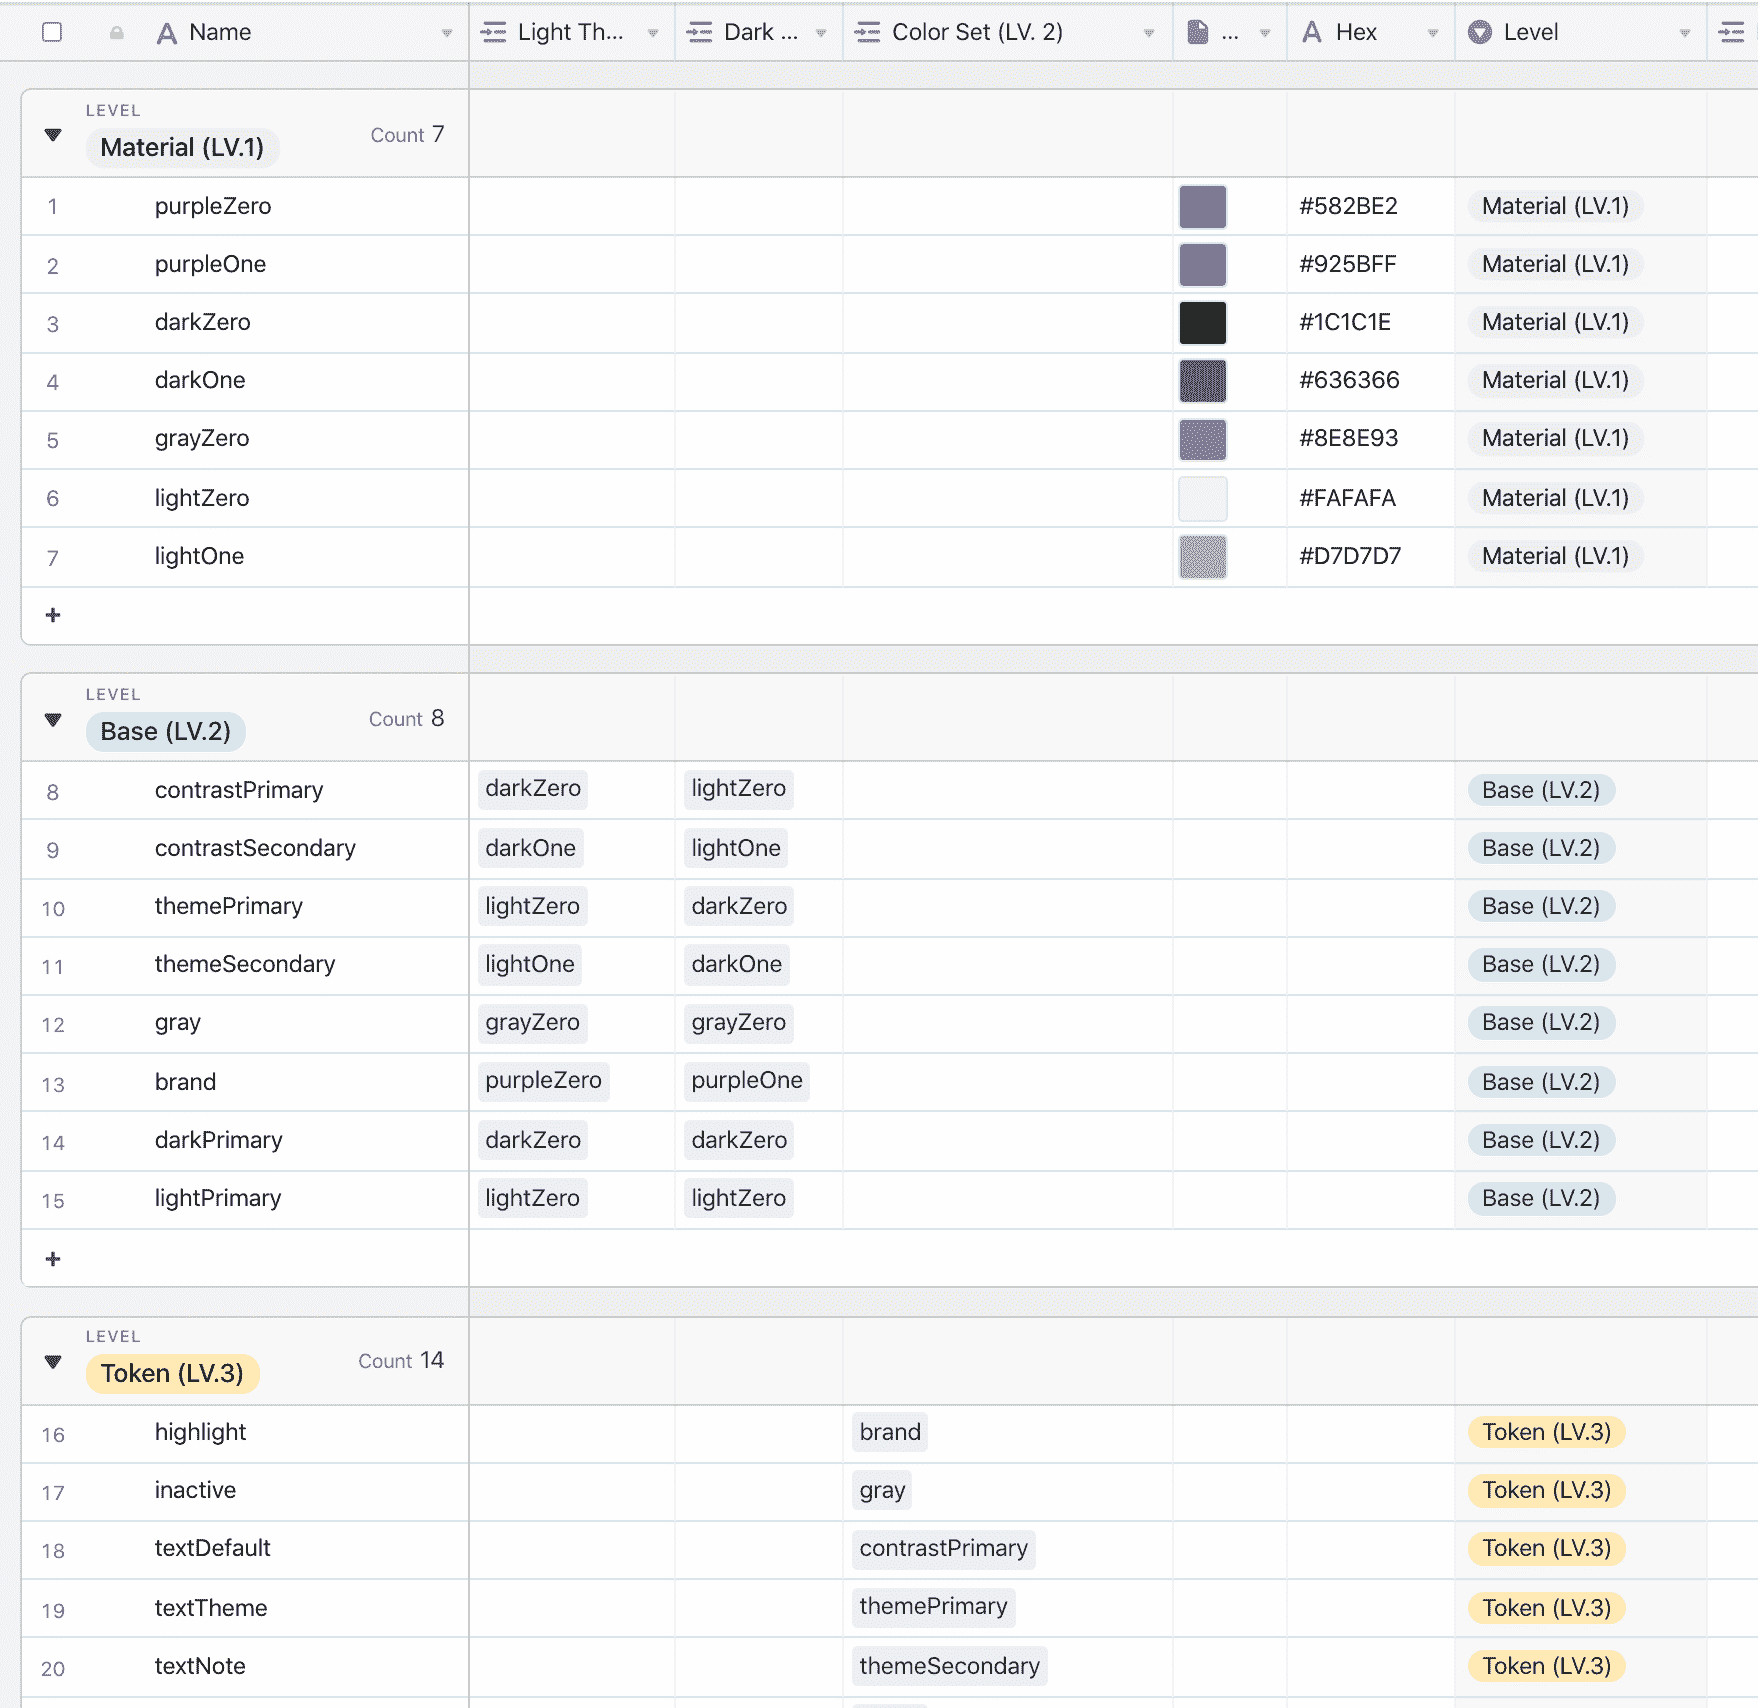 Name Light Th... Dark ... Color Set (LV. 2) ... Hex Level
LEVEL
Material (LV.1) Count 7
1 purpleZero #582BE2 Material (LV.1)
2 purpleOne #925BFF Material (LV.1)
3 darkZero #1C1C1E Material (LV.1)
4 darkOne #636366 Material (LV.1)
5 grayZero #8E8E93 Material (LV.1)
6 lightZero #FAFAFA Material (LV.1)
7 lightOne #D7D7D7 Material (LV.1)
+
LEVEL
Base (LV.2) Count 8
8 contrastPrimary darkZero lightZero Base (LV.2)
9 contrastSecondary darkOne lightOne Base (LV.2)
10 themePrimary lightZero darkZero Base (LV.2)
11 themeSecondary lightOne darkOne Base (LV.2)
12 gray grayZero grayZero Base (LV.2)
13 brand purpleZero purpleOne Base (LV.2)
14 darkPrimary darkZero darkZero Base (LV.2)
15 lightPrimary lightZero lightZero Base (LV.2)
+
LEVEL
Token (LV.3) Count 14
16 highlight brand Token (LV.3)
17 inactive gray Token (LV.3)
18 textDefault contrastPrimary Token (LV.3)
19 textTheme themePrimary Token (LV.3)
20 textNote themeSecondary Token (LV.3)